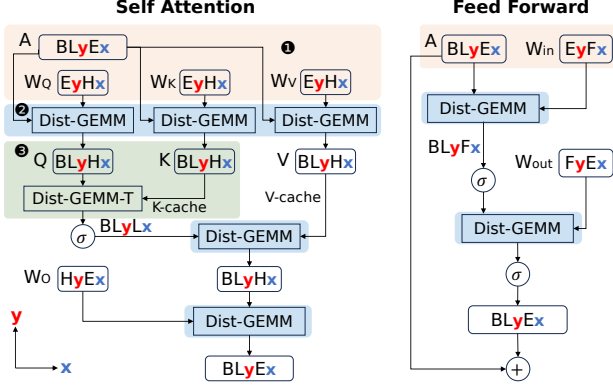 Self Attention
A BLyEx ❶
WQ EyHx WK EyHx WV EyHx
❷ Dist-GEMM Dist-GEMM Dist-GEMM
❸
Q BLyHx K BLyHx V BLyHx
Dist-GEMM-T K-cache V-cache
σ BLyLx Dist-GEMM
WO HyEx BLyHx
Dist-GEMM
BLyEx
y
x
Feed Forward
A BLyEx Win EyFx
Dist-GEMM
BLyFx
σ Wout FyEx
Dist-GEMM
σ
BLyEx
+